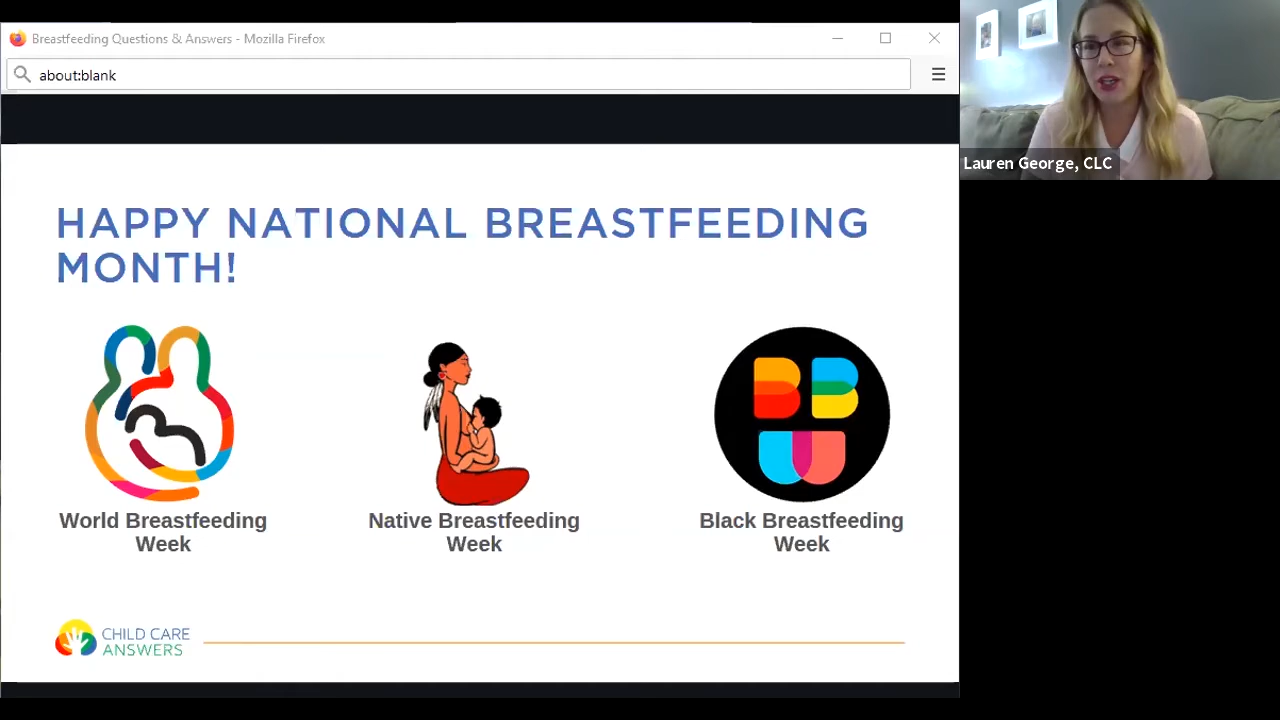 Breastfeeding Questions & Answers - Mozilla Firefox
about:blank
Lauren George, CLC
HAPPY NATIONAL BREASTFEEDING
MONTH!
BB
U
World Breastfeeding
Week
Native Breastfeeding
Week
Black Breastfeeding
Week
CHILD CARE
ANSWERS